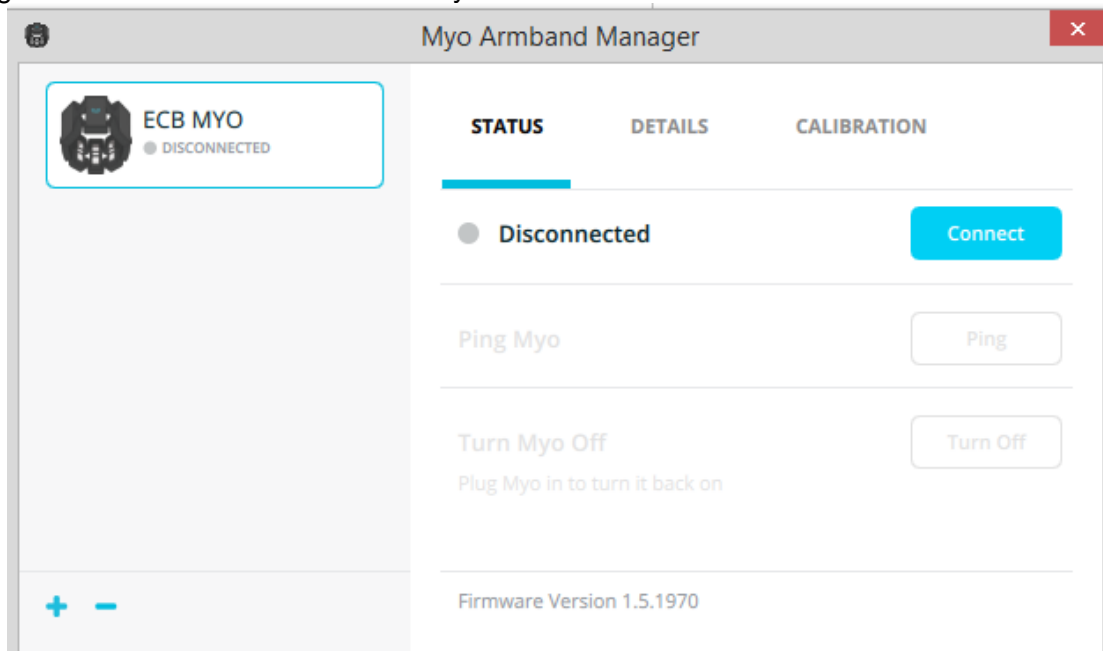 Myo Armband Manager
ECB MYO
DISCONNECTED
STATUS DETAILS CALIBRATION
Disconnected Connect
Ping Myo Ping
Turn Myo Off Turn Off
Plug Myo in to turn it back on
Firmware Version 1.5.1970